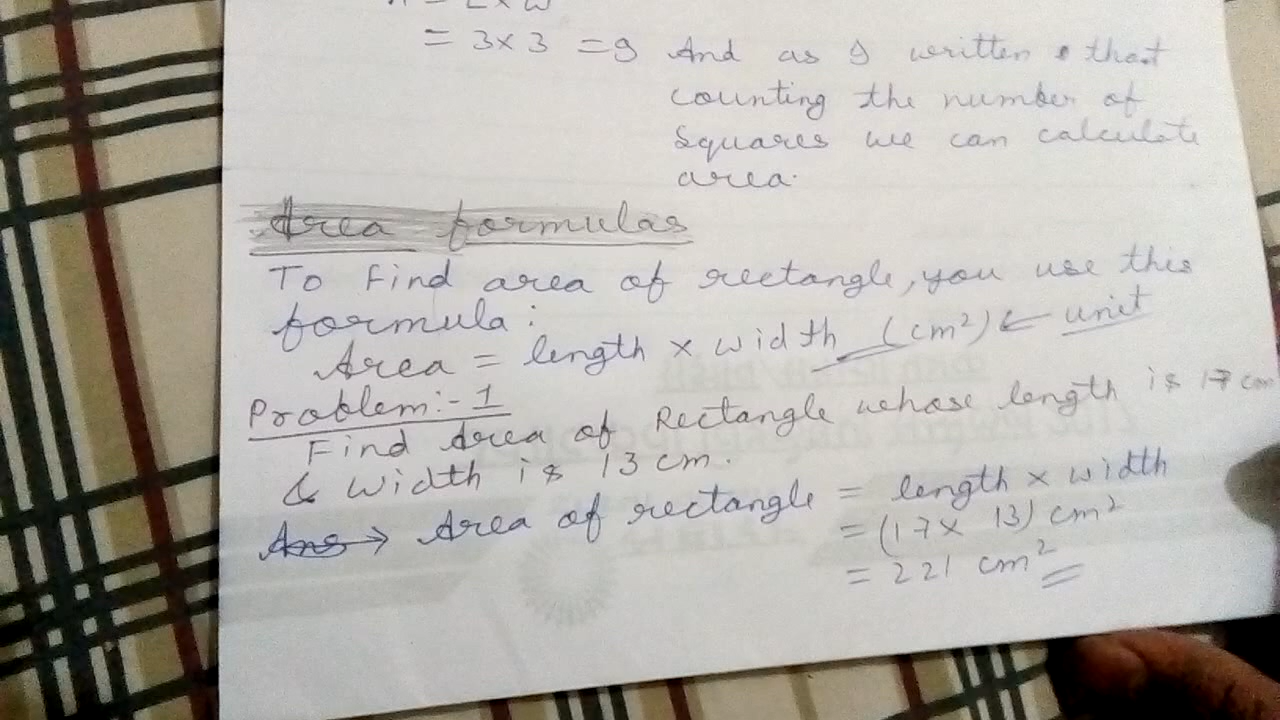 = L x w
= 3x3 =9 And as I written that
counting the number of
Squares we can calculate
area.
Area formulas
To Find area of rectangle, you use this
formula:
Area = length x width (cm²) ← unit
Problem:- 1
Find Area of Rectangle whose length is 17 cm
& width is 13 cm.
Ans → Area of rectangle = length x width
= (17 x 13) cm²
= 221 cm²